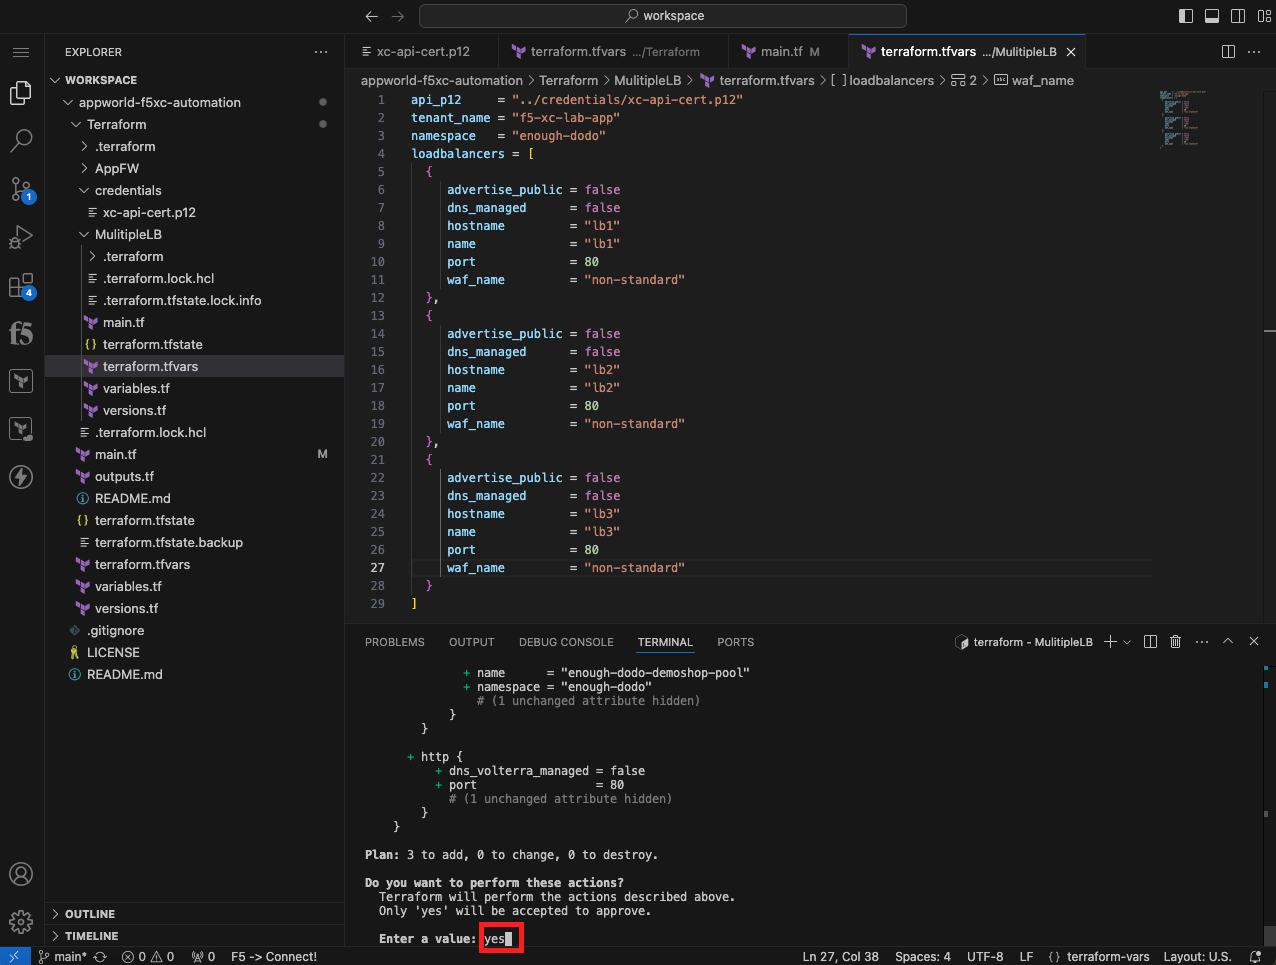 workspace
EXPLORER
WORKSPACE
appworld-f5xc-automation
Terraform
.terraform
AppFW
credentials
xc-api-cert.p12
MulitipleLB
.terraform
.terraform.lock.hcl
.terraform.tfstate.lock.info
main.tf
terraform.tfstate
terraform.tfvars
variables.tf
versions.tf
.terraform.lock.hcl
main.tf M
outputs.tf
README.md
terraform.tfstate
terraform.tfstate.backup
terraform.tfvars
variables.tf
versions.tf
.gitignore
LICENSE
README.md
OUTLINE
TIMELINE
1
4
f5
xc-api-cert.p12 terraform.tfvars .../Terraform main.tf M terraform.tfvars .../MulitipleLB
appworld-f5xc-automation > Terraform > MulitipleLB > terraform.tfvars > [ ] loadbalancers > 2 > abc waf_name
1 api_p12 = "../credentials/xc-api-cert.p12"
2 tenant_name = "f5-xc-lab-app"
3 namespace = "enough-dodo"
4 loadbalancers = [
5 {
6 advertise_public = false
7 dns_managed = false
8 hostname = "lb1"
9 name = "lb1"
10 port = 80
11 waf_name = "non-standard"
12 },
13 {
14 advertise_public = false
15 dns_managed = false
16 hostname = "lb2"
17 name = "lb2"
18 port = 80
19 waf_name = "non-standard"
20 },
21 {
22 advertise_public = false
23 dns_managed = false
24 hostname = "lb3"
25 name = "lb3"
26 port = 80
27 waf_name = "non-standard"
28 }
29 ]
PROBLEMS OUTPUT DEBUG CONSOLE TERMINAL PORTS terraform - MulitipleLB
+ name = "enough-dodo-demoshop-pool"
+ namespace = "enough-dodo"
# (1 unchanged attribute hidden)
}
}
+ http {
+ dns_volterra_managed = false
+ port = 80
# (1 unchanged attribute hidden)
}
}
Plan: 3 to add, 0 to change, 0 to destroy.
Do you want to perform these actions?
Terraform will perform the actions described above.
Only 'yes' will be accepted to approve.
Enter a value: yes
main* 0 0 0 F5 -> Connect! Ln 27, Col 38 Spaces: 4 UTF-8 LF { } terraform-vars Layout: U.S.